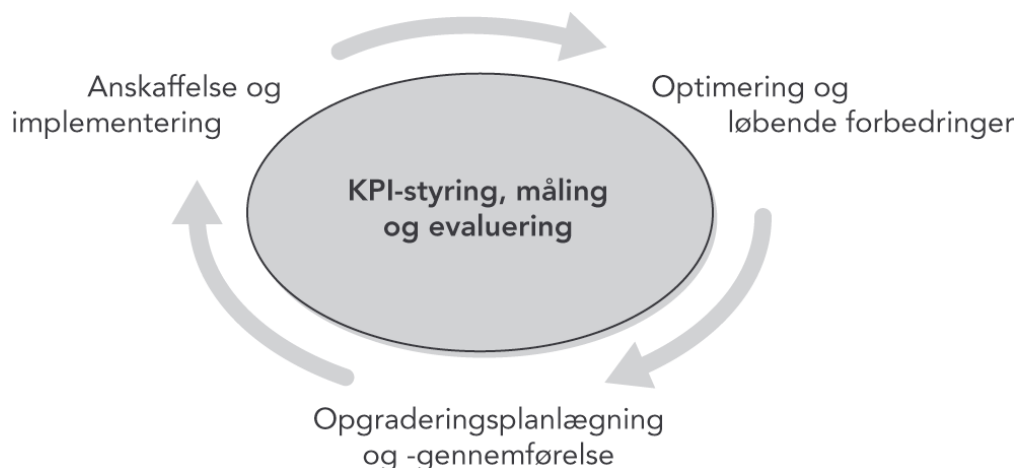 Anskaffelse og
implementering
Optimering og
løbende forbedringer
KPI-styring, måling
og evaluering
Opgraderingsplanlægning
og -gennemførelse